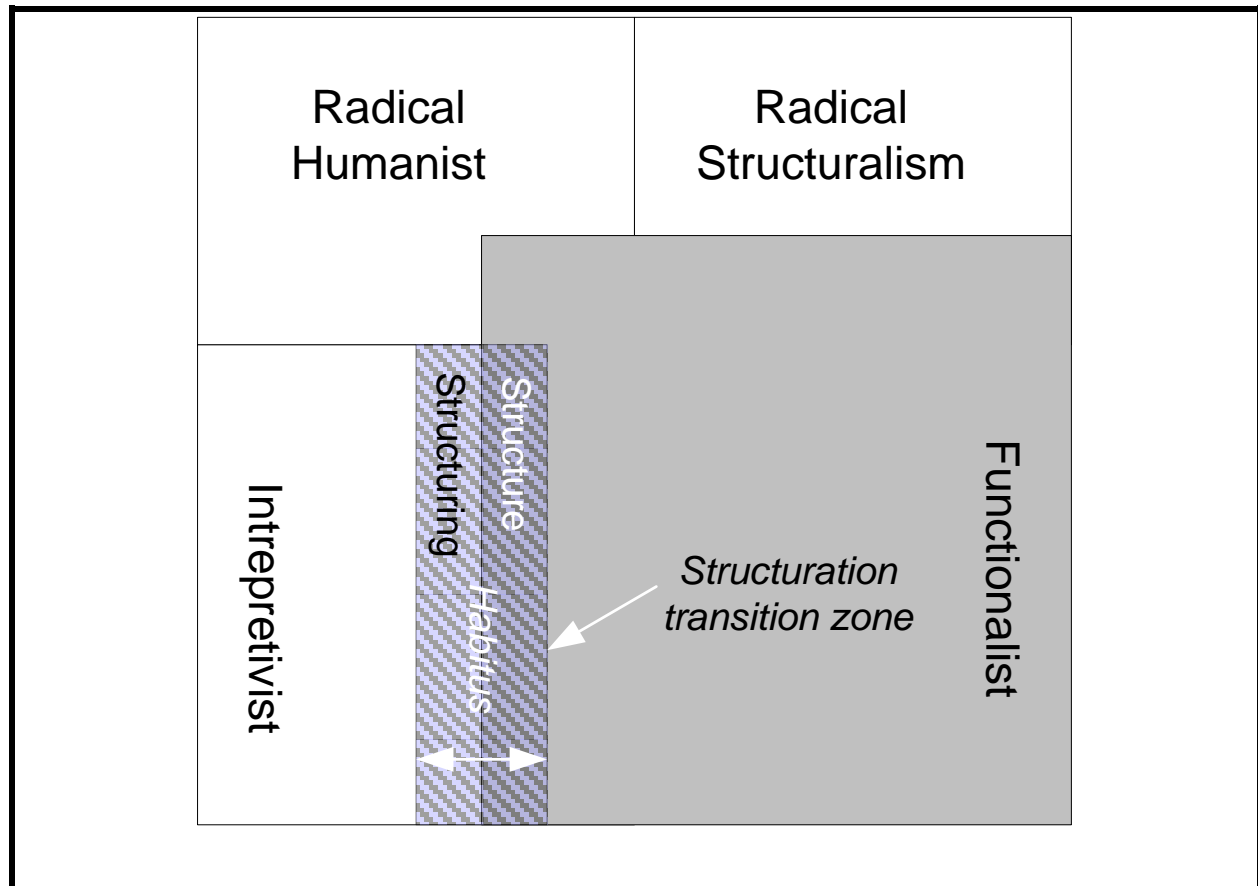 Radical
Humanist
Radical
Structuralism
Intrepretivist
Structuring
Structure
Habitus
Structuration
transition zone
Functionalist